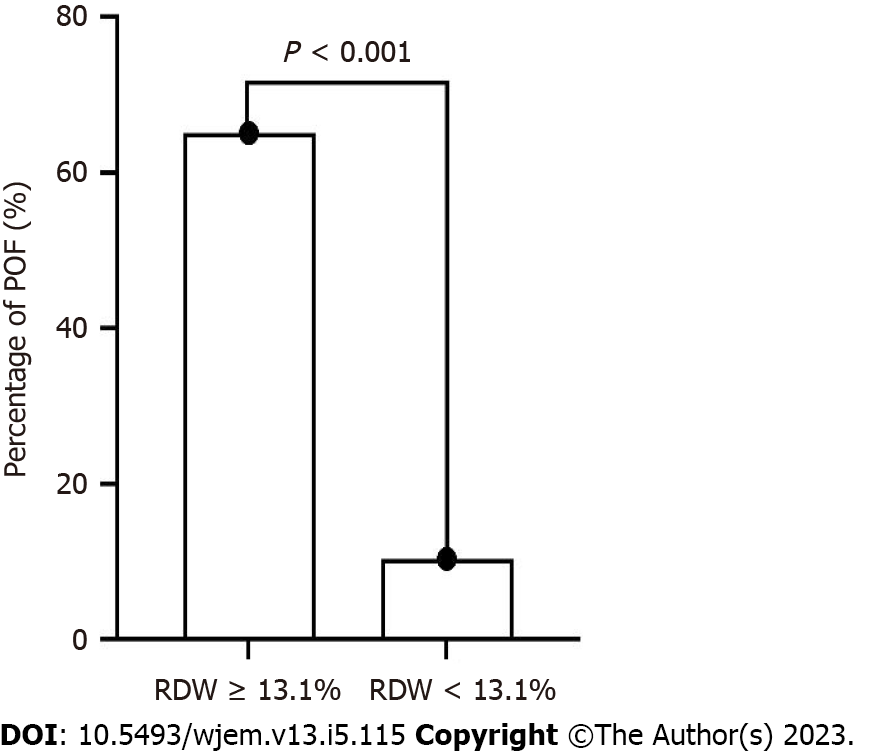 80
P < 0.001
60
40
20
0
Percentage of POF (%)
RDW ≥ 13.1% RDW < 13.1%
DOI: 10.5493/wjem.v13.i5.115 Copyright ©The Author(s) 2023.